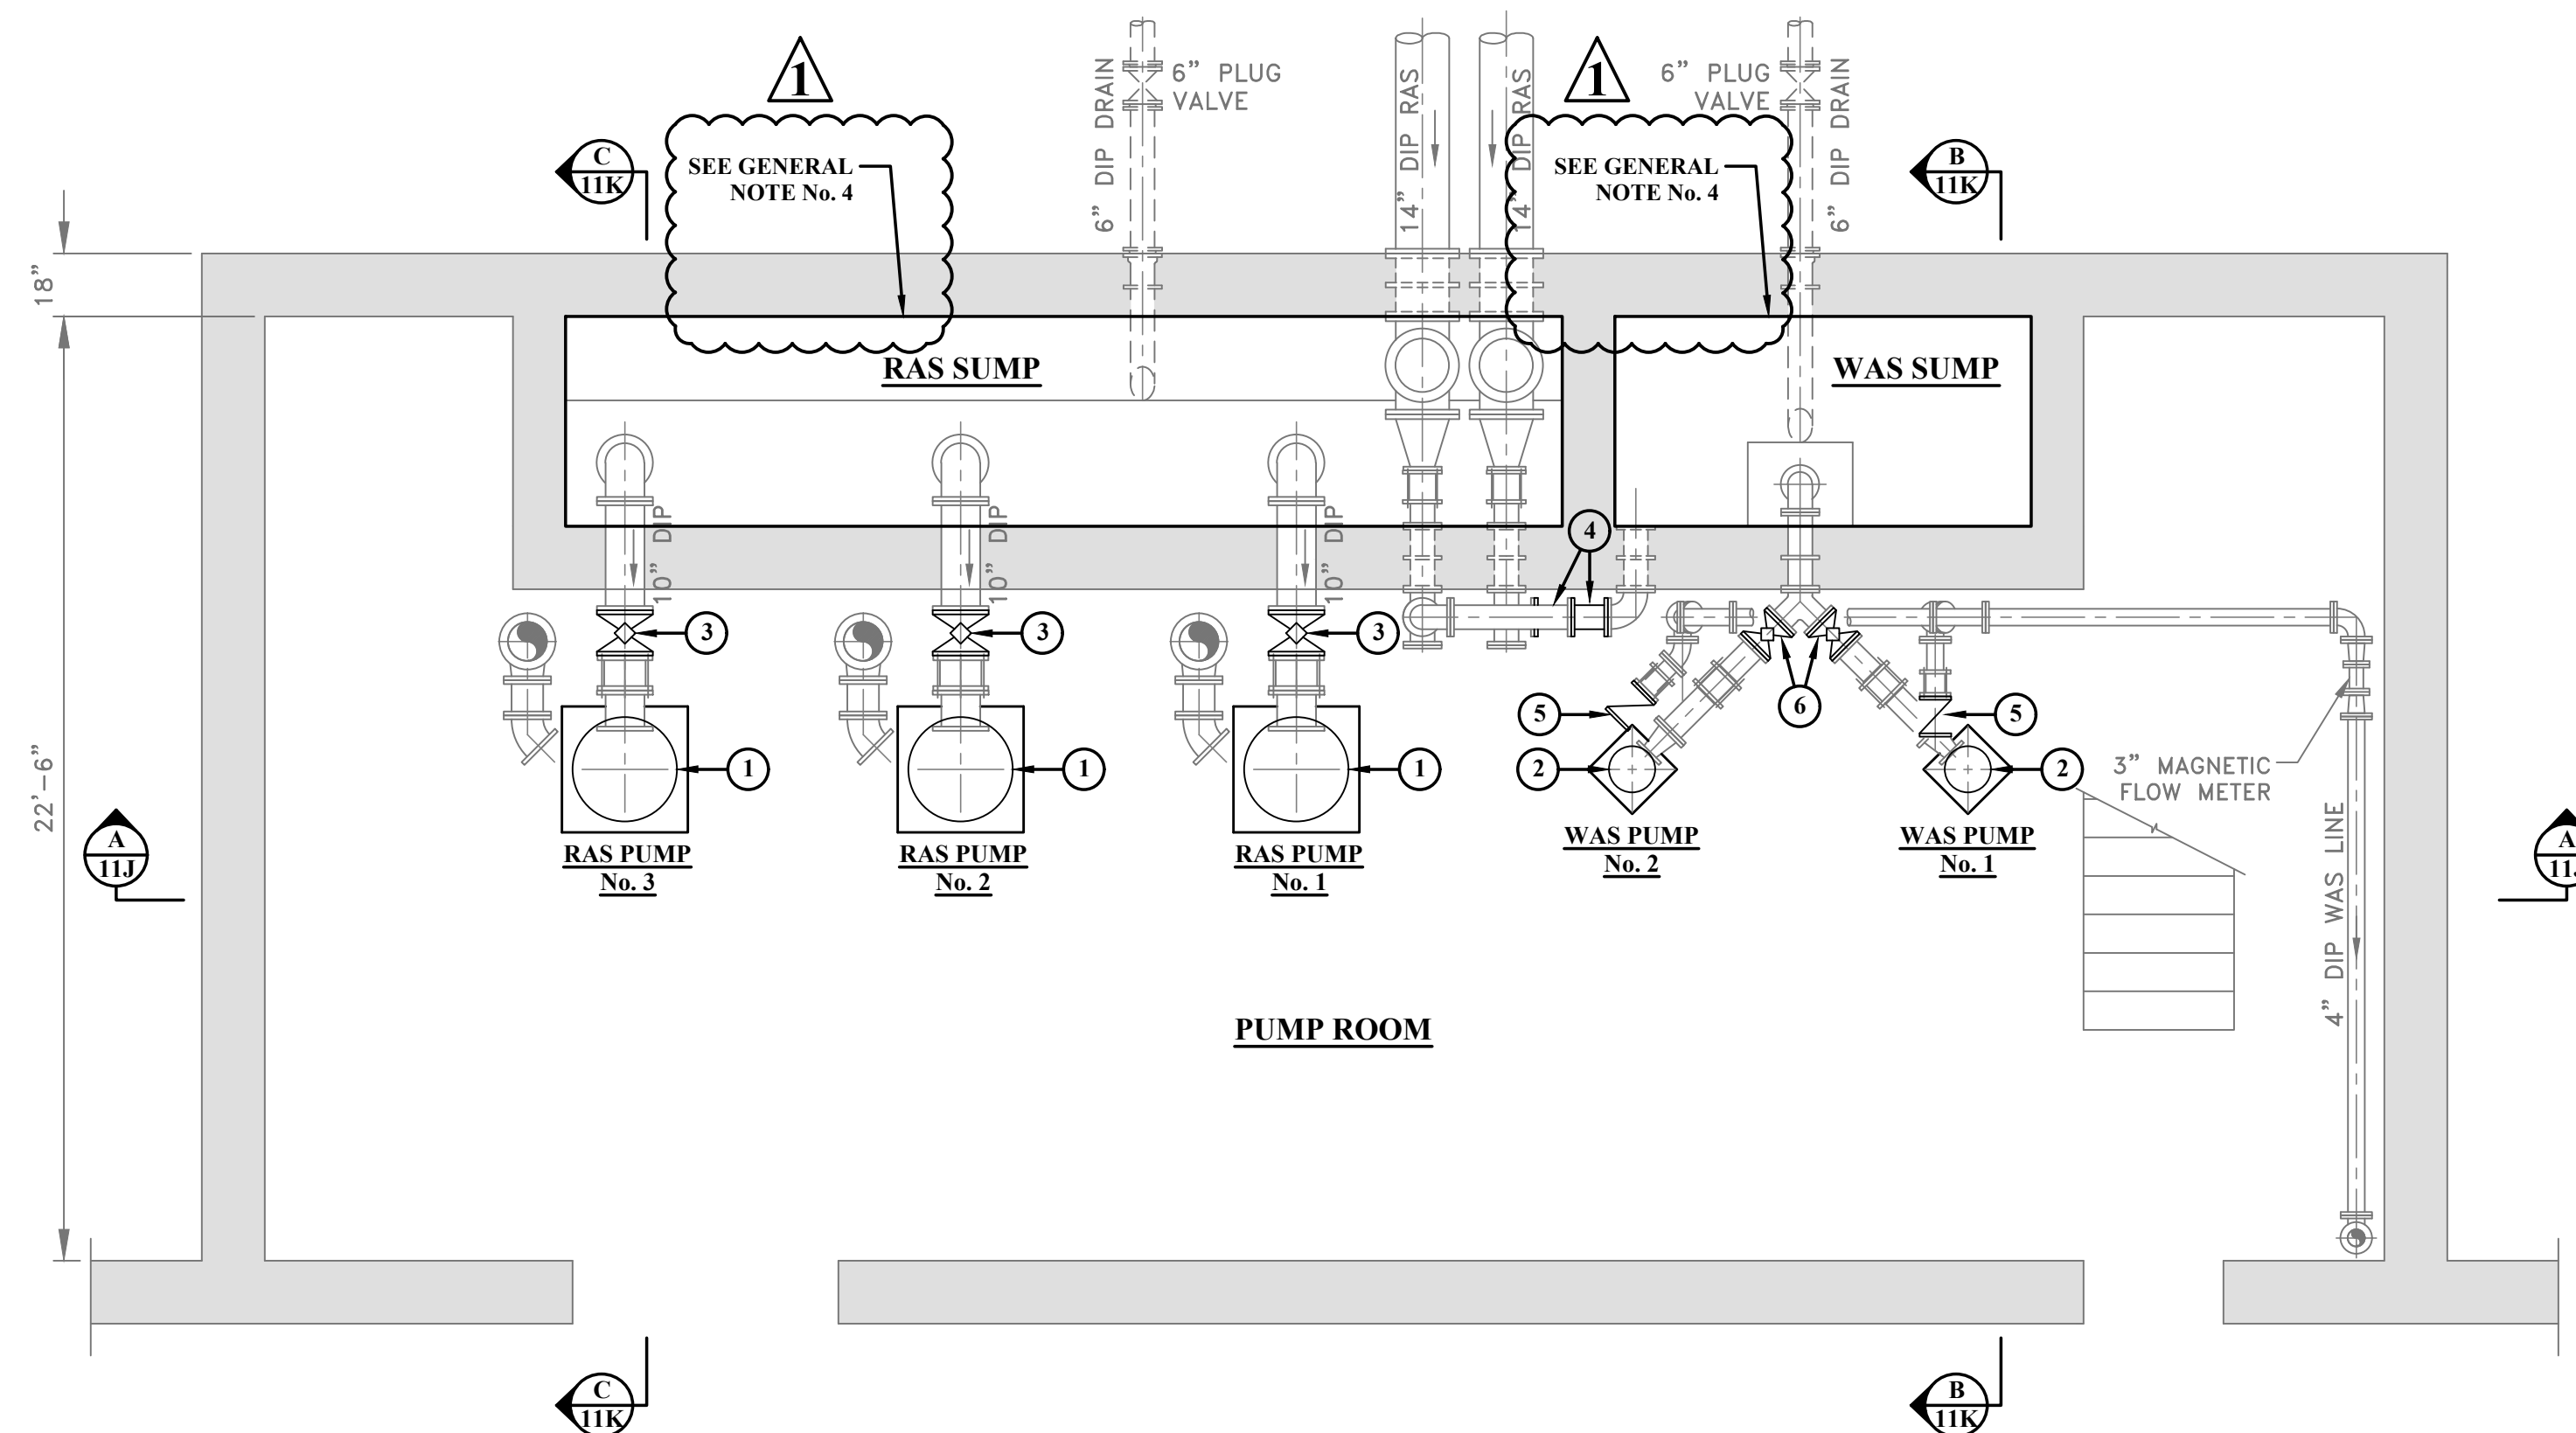 1
1
6” PLUG
VALVE
6” DIP DRAIN
14” DIP RAS
14” DIP RAS
6” PLUG
VALVE
6” DIP DRAIN
C
11K
SEE GENERAL
NOTE No. 4
SEE GENERAL
NOTE No. 4
B
11K
18”
RAS SUMP
WAS SUMP
10” DIP
10” DIP
10” DIP
4
3
3
3
6
5
5
1
1
1
2
2
3” MAGNETIC
FLOW METER
22’-6”
A
11J
RAS PUMP
No. 3
RAS PUMP
No. 2
RAS PUMP
No. 1
WAS PUMP
No. 2
WAS PUMP
No. 1
4” DIP WAS LINE
A
PUMP ROOM
C
11K
B
11K